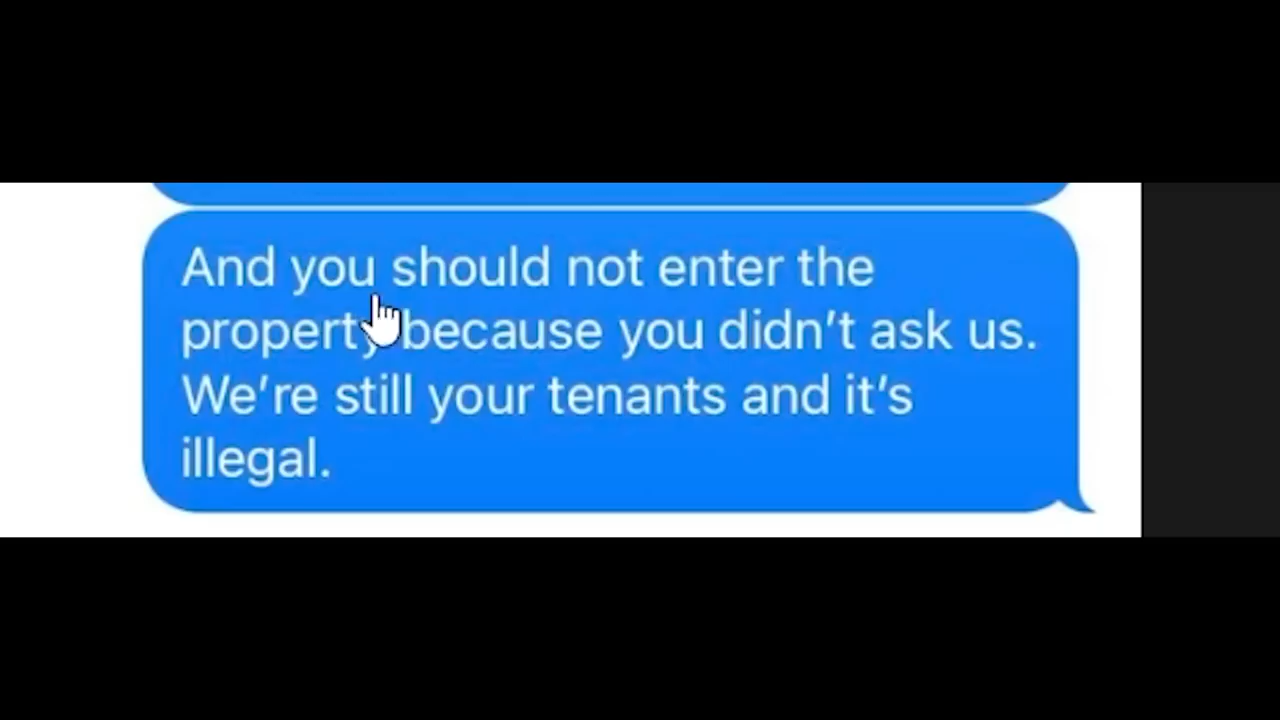 And you should not enter the
property because you didn’t ask us.
We’re still your tenants and it’s
illegal.